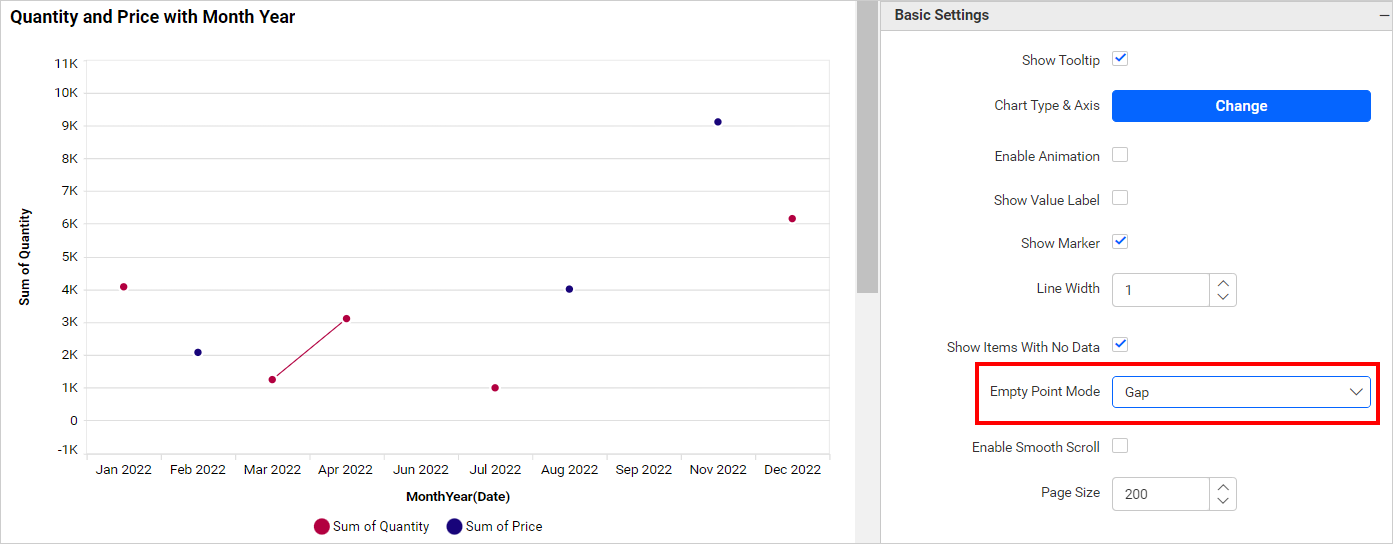 Quantity and Price with Month Year
11K
10K
9K
8K
7K
6K
5K
4K
3K
2K
1K
0
-1K
Sum of Quantity
Jan 2022 Feb 2022 Mar 2022 Apr 2022 Jun 2022 Jul 2022 Aug 2022 Sep 2022 Nov 2022 Dec 2022
MonthYear(Date)
Sum of Quantity Sum of Price
Basic Settings
Show Tooltip
Chart Type & Axis Change
Enable Animation
Show Value Label
Show Marker
Line Width 1
Show Items With No Data
Empty Point Mode Gap
Enable Smooth Scroll
Page Size 200